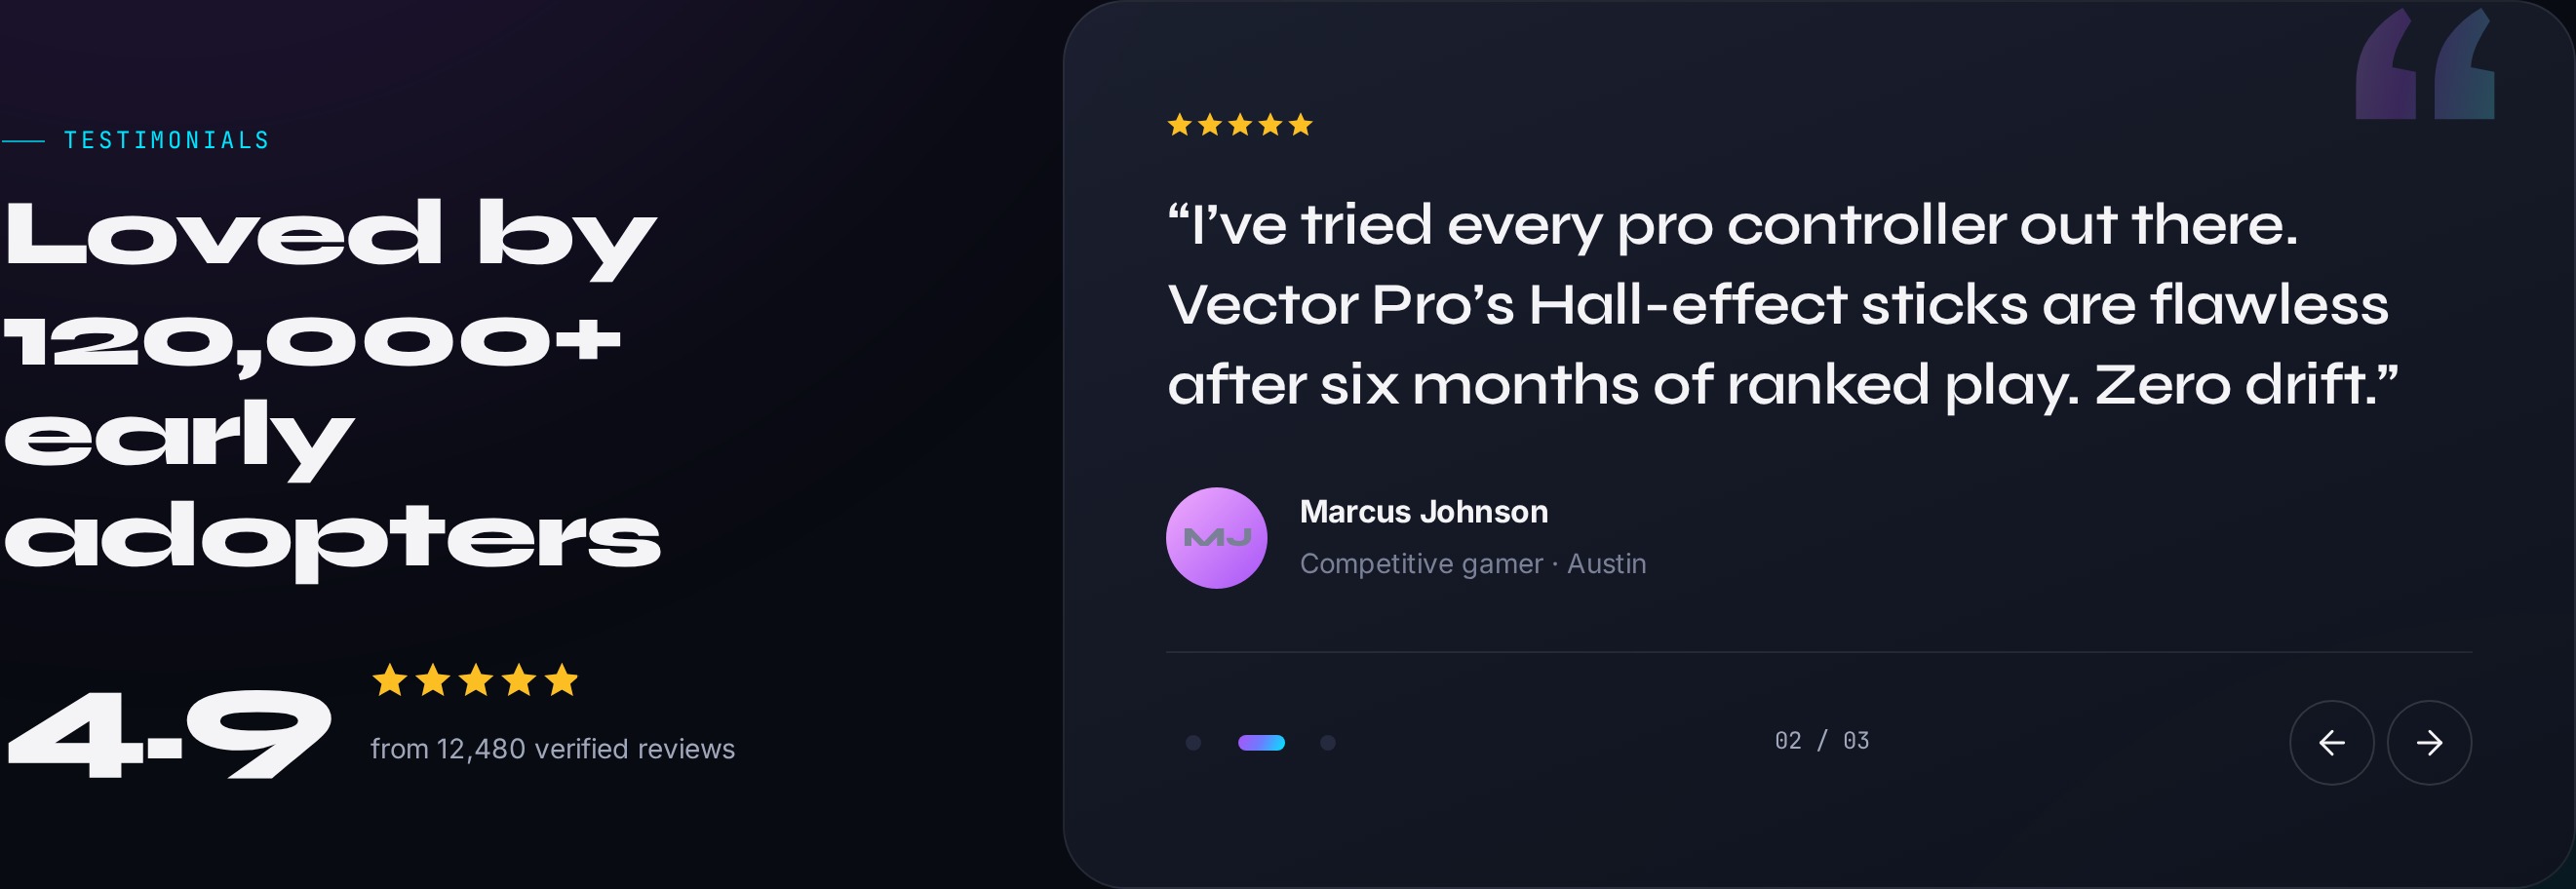 TESTIMONIALS
Loved by
120,000+
early
adopters
4.9
from 12,480 verified reviews
“I’ve tried every pro controller out there.
Vector Pro’s Hall-effect sticks are flawless
after six months of ranked play. Zero drift.”
MJ
Marcus Johnson
Competitive gamer · Austin
02 / 03